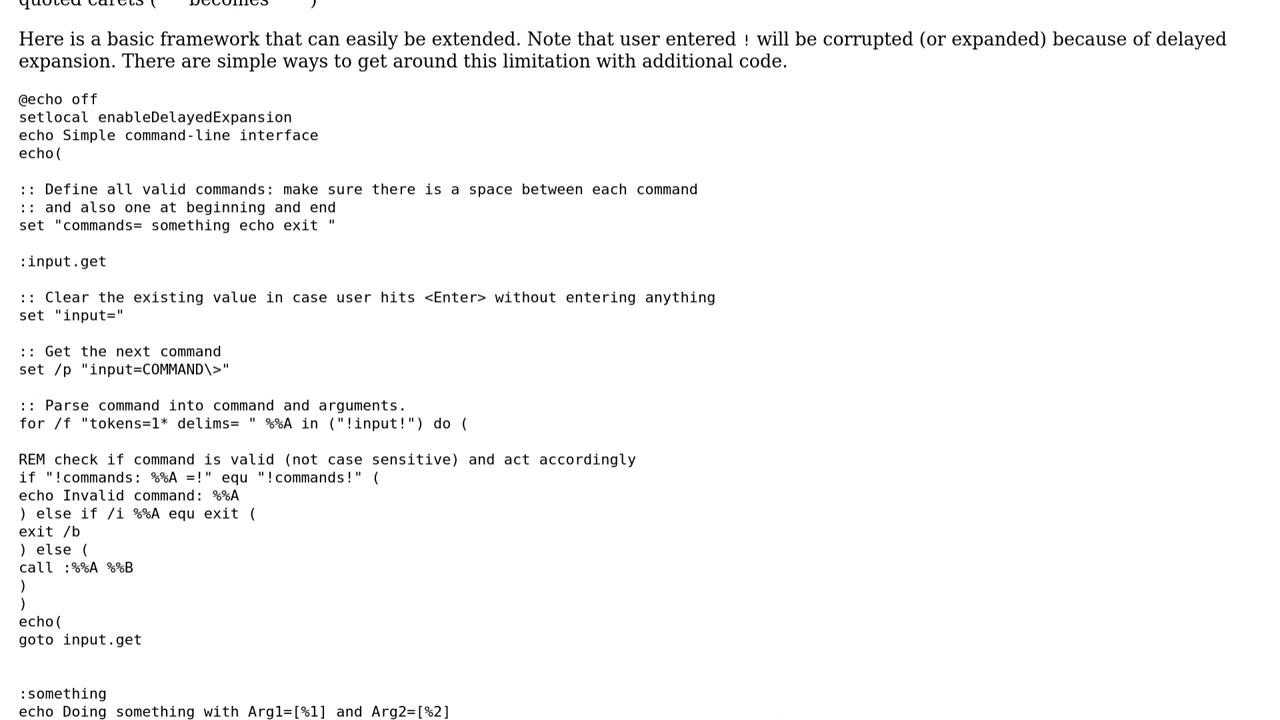 quoted carets ( becomes )
Here is a basic framework that can easily be extended. Note that user entered ! will be corrupted (or expanded) because of delayed
expansion. There are simple ways to get around this limitation with additional code.
@echo off
setlocal enableDelayedExpansion
echo Simple command-line interface
echo(
:: Define all valid commands: make sure there is a space between each command
:: and also one at beginning and end
set "commands= something echo exit "
:input.get
:: Clear the existing value in case user hits <Enter> without entering anything
set "input="
:: Get the next command
set /p "input=COMMAND\>"
:: Parse command into command and arguments.
for /f "tokens=1* delims= " %%A in ("!input!") do (
REM check if command is valid (not case sensitive) and act accordingly
if "!commands: %%A =!" equ "!commands!" (
echo Invalid command: %%A
) else if /i %%A equ exit (
exit /b
) else (
call :%%A %%B
)
)
echo(
goto input.get
:something
echo Doing something with Arg1=[%1] and Arg2=[%2]